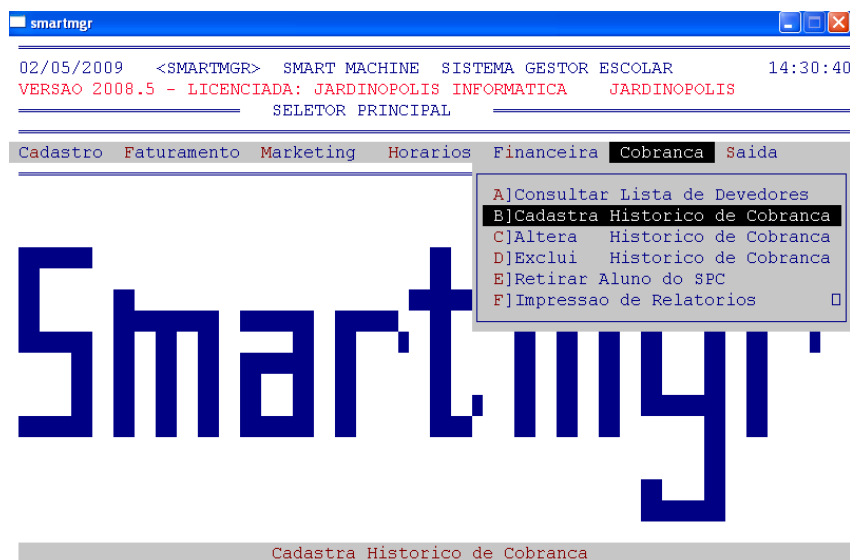 smartmgr
02/05/2009 <SMARTMGR> SMART MACHINE SISTEMA GESTOR ESCOLAR 14:30:40
VERSAO 2008.5 - LICENCIADA: JARDINOPOLIS INFORMATICA JARDINOPOLIS
SELETOR PRINCIPAL
Cadastro Faturamento Marketing Horarios Financeira Cobranca Saida
A]Consultar Lista de Devedores
B]Cadastra Historico de Cobranca
C]Altera Historico de Cobranca
D]Exclui Historico de Cobranca
E]Retirar Aluno do SPC
F]Impressao de Relatorios
Smartmgr
Cadastra Historico de Cobranca